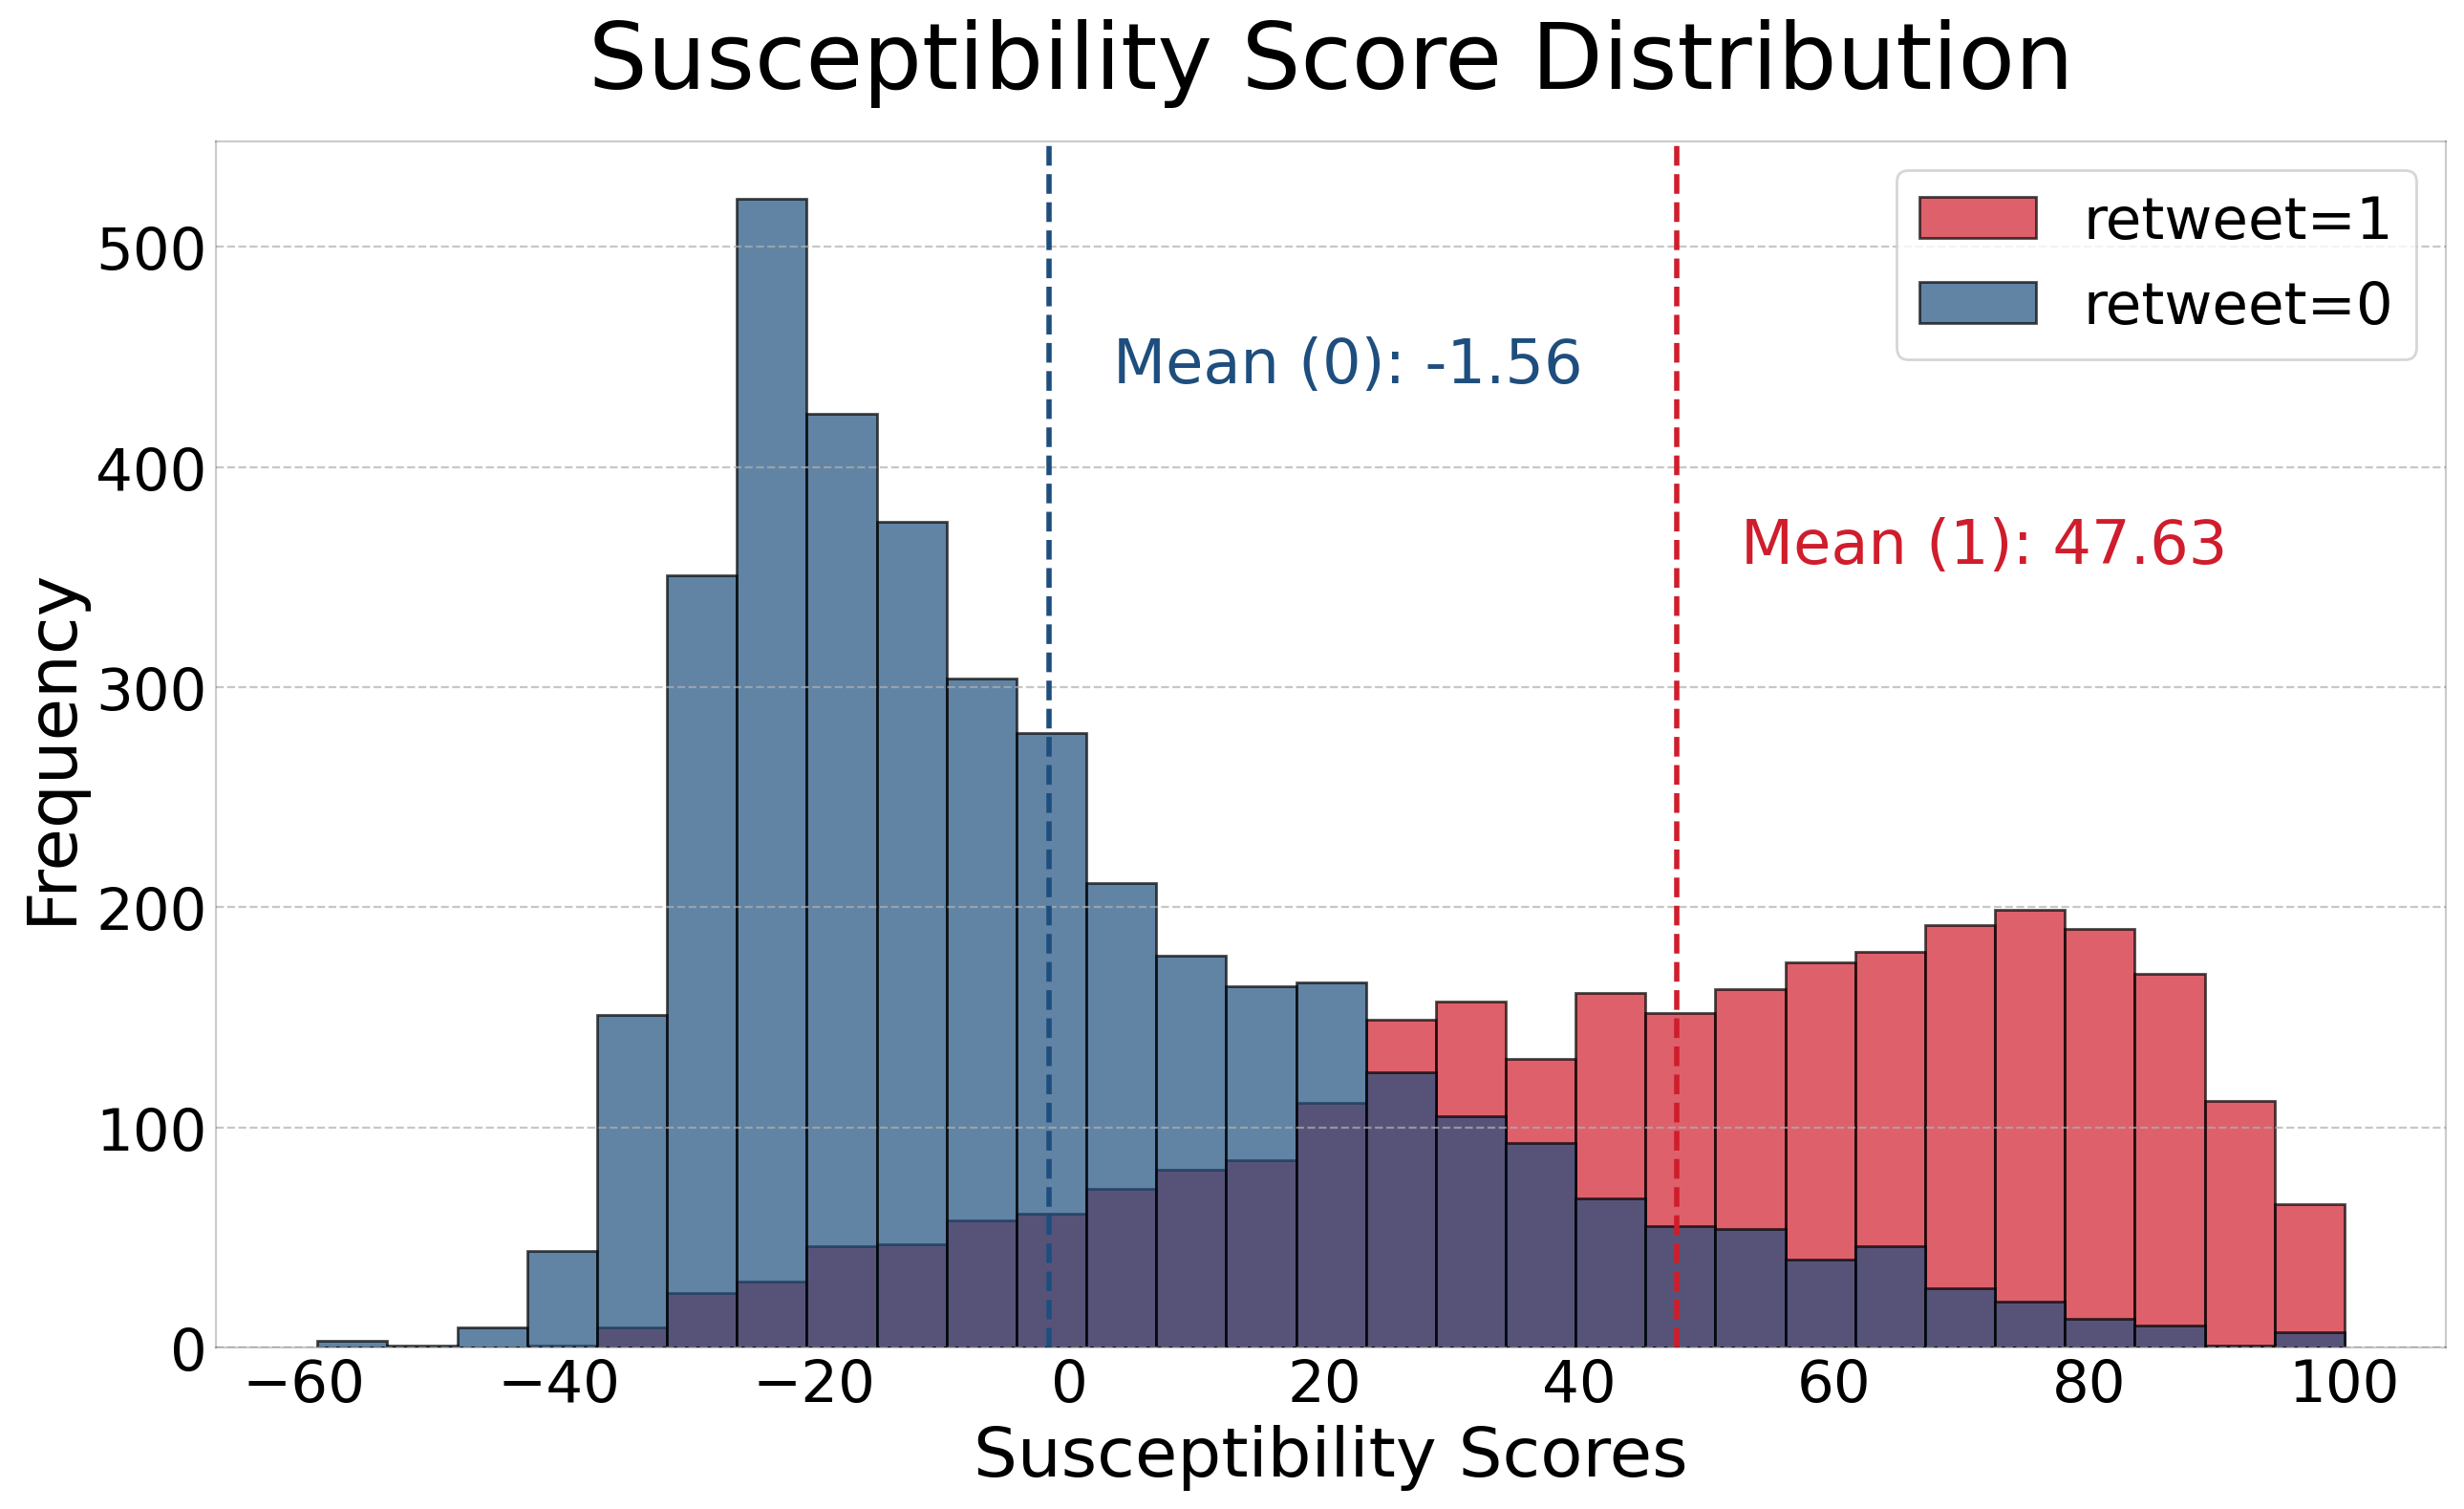 Susceptibility Score Distribution
retweet=1
retweet=0
Mean (0): -1.56
Mean (1): 47.63
Frequency
500
400
300
200
100
0
−60 −40 −20 0 20 40 60 80 100
Susceptibility Scores